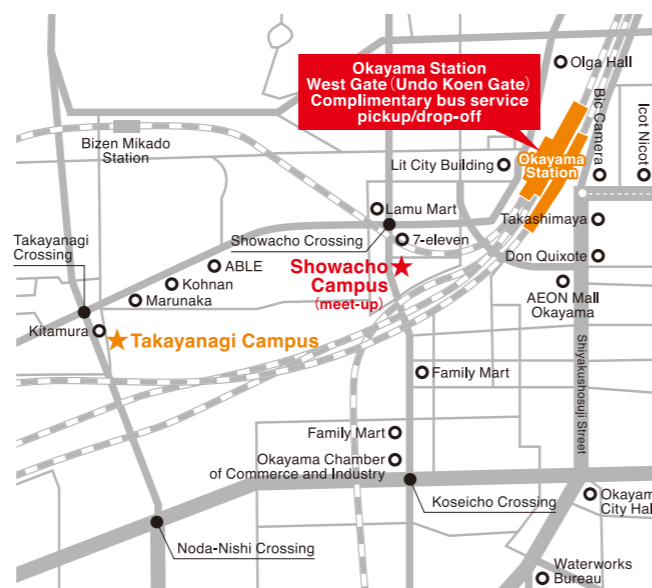 Okayama Station
West Gate (Undo Koen Gate)
Complimentary bus service
pickup/drop-off
Olga Hall
Bic Camera
Icot Nicot
Bizen Mikado
Station
Lit City Building
Okayama
Station
Lamu Mart
Takashimaya
Takayanagi
Crossing
Showacho Crossing
7-eleven
Don Quixote
ABLE
Showacho
Campus
(meet-up)
Kohnan
AEON Mall
Okayama
Marunaka
Kitamura
Takayanagi Campus
Shiyakushosuji Street
Family Mart
Family Mart
Okayama Chamber
of Commerce and Industry
Koseicho Crossing
Okayam
City Hal
Noda-Nishi Crossing
Waterworks
Bureau